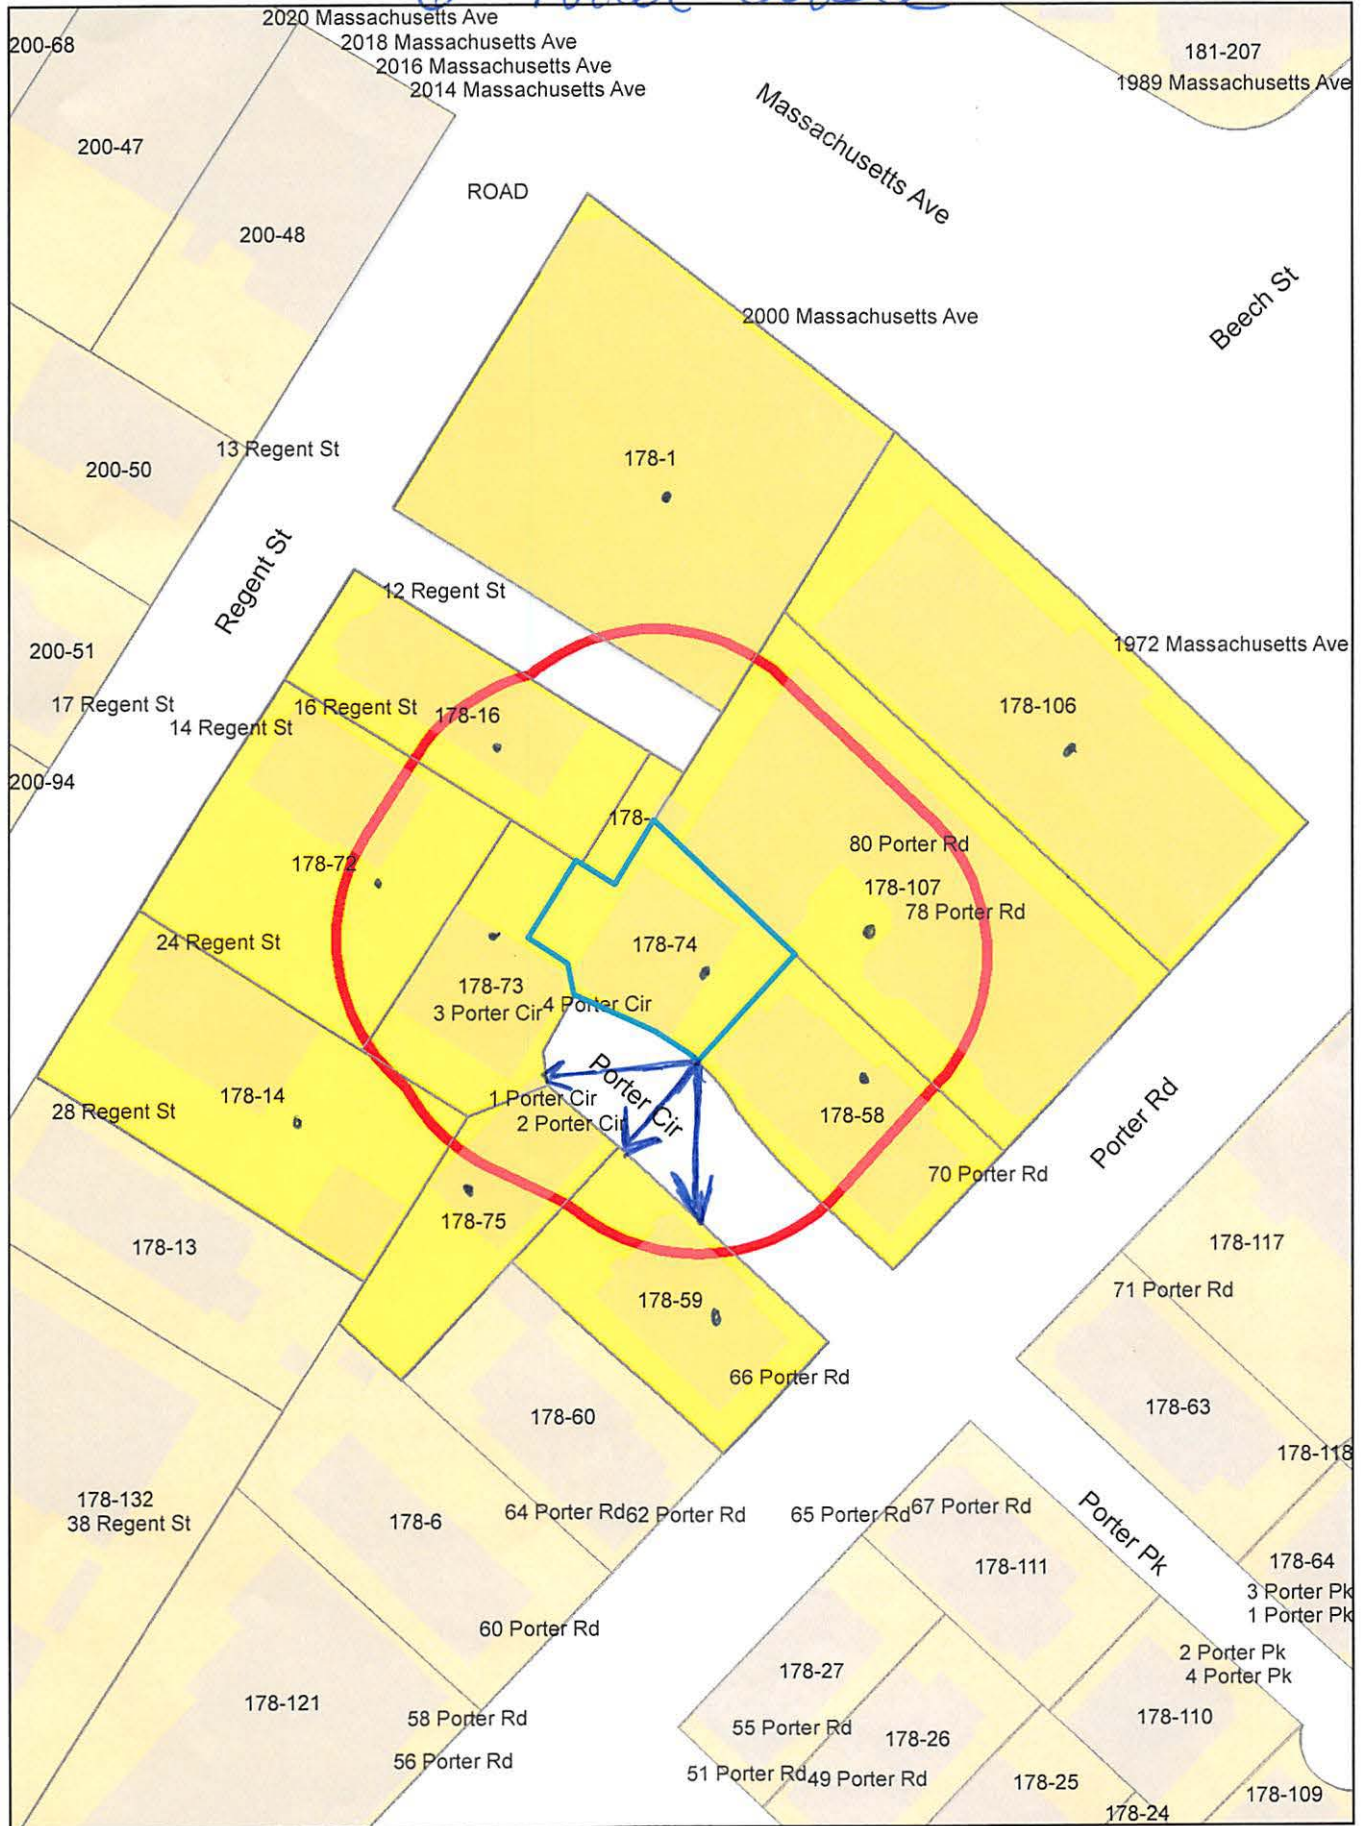 2020 Massachusetts Ave
2018 Massachusetts Ave
2016 Massachusetts Ave
2014 Massachusetts Ave
200-68
181-207
1989 Massachusetts Ave
Massachusetts Ave
200-47
ROAD
200-48
2000 Massachusetts Ave
Beech St
13 Regent St
178-1
200-50
Regent St
12 Regent St
200-51
1972 Massachusetts Ave
17 Regent St
16 Regent St
178-16
178-106
14 Regent St
200-94
178-
80 Porter Rd
178-72
178-107
78 Porter Rd
24 Regent St
178-74
178-73
3 Porter Cir
4 Porter Cir
Porter Cir
178-14
1 Porter Cir
2 Porter Cir
28 Regent St
178-58
Porter Rd
70 Porter Rd
178-75
178-13
178-117
71 Porter Rd
178-59
66 Porter Rd
178-60
178-63
178-118
178-132
38 Regent St
178-6
64 Porter Rd
62 Porter Rd
65 Porter Rd
67 Porter Rd
Porter Pk
178-111
178-64
3 Porter Pk
1 Porter Pk
60 Porter Rd
2 Porter Pk
4 Porter Pk
178-27
178-121
58 Porter Rd
55 Porter Rd
178-26
178-110
56 Porter Rd
51 Porter Rd
49 Porter Rd
178-25
178-109
178-24